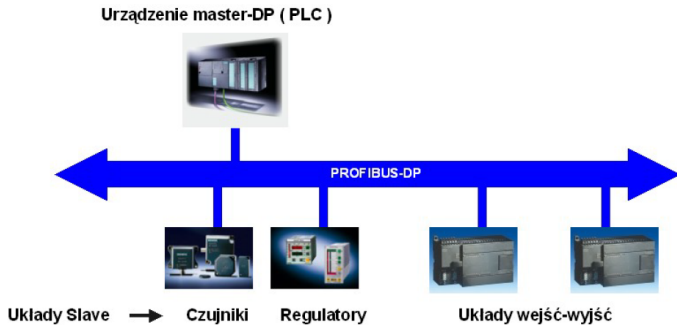 Urządzenie master-DP ( PLC )
PROFIBUS-DP
Układy Slave
Czujniki
Regulatory
Układy wejść-wyjść